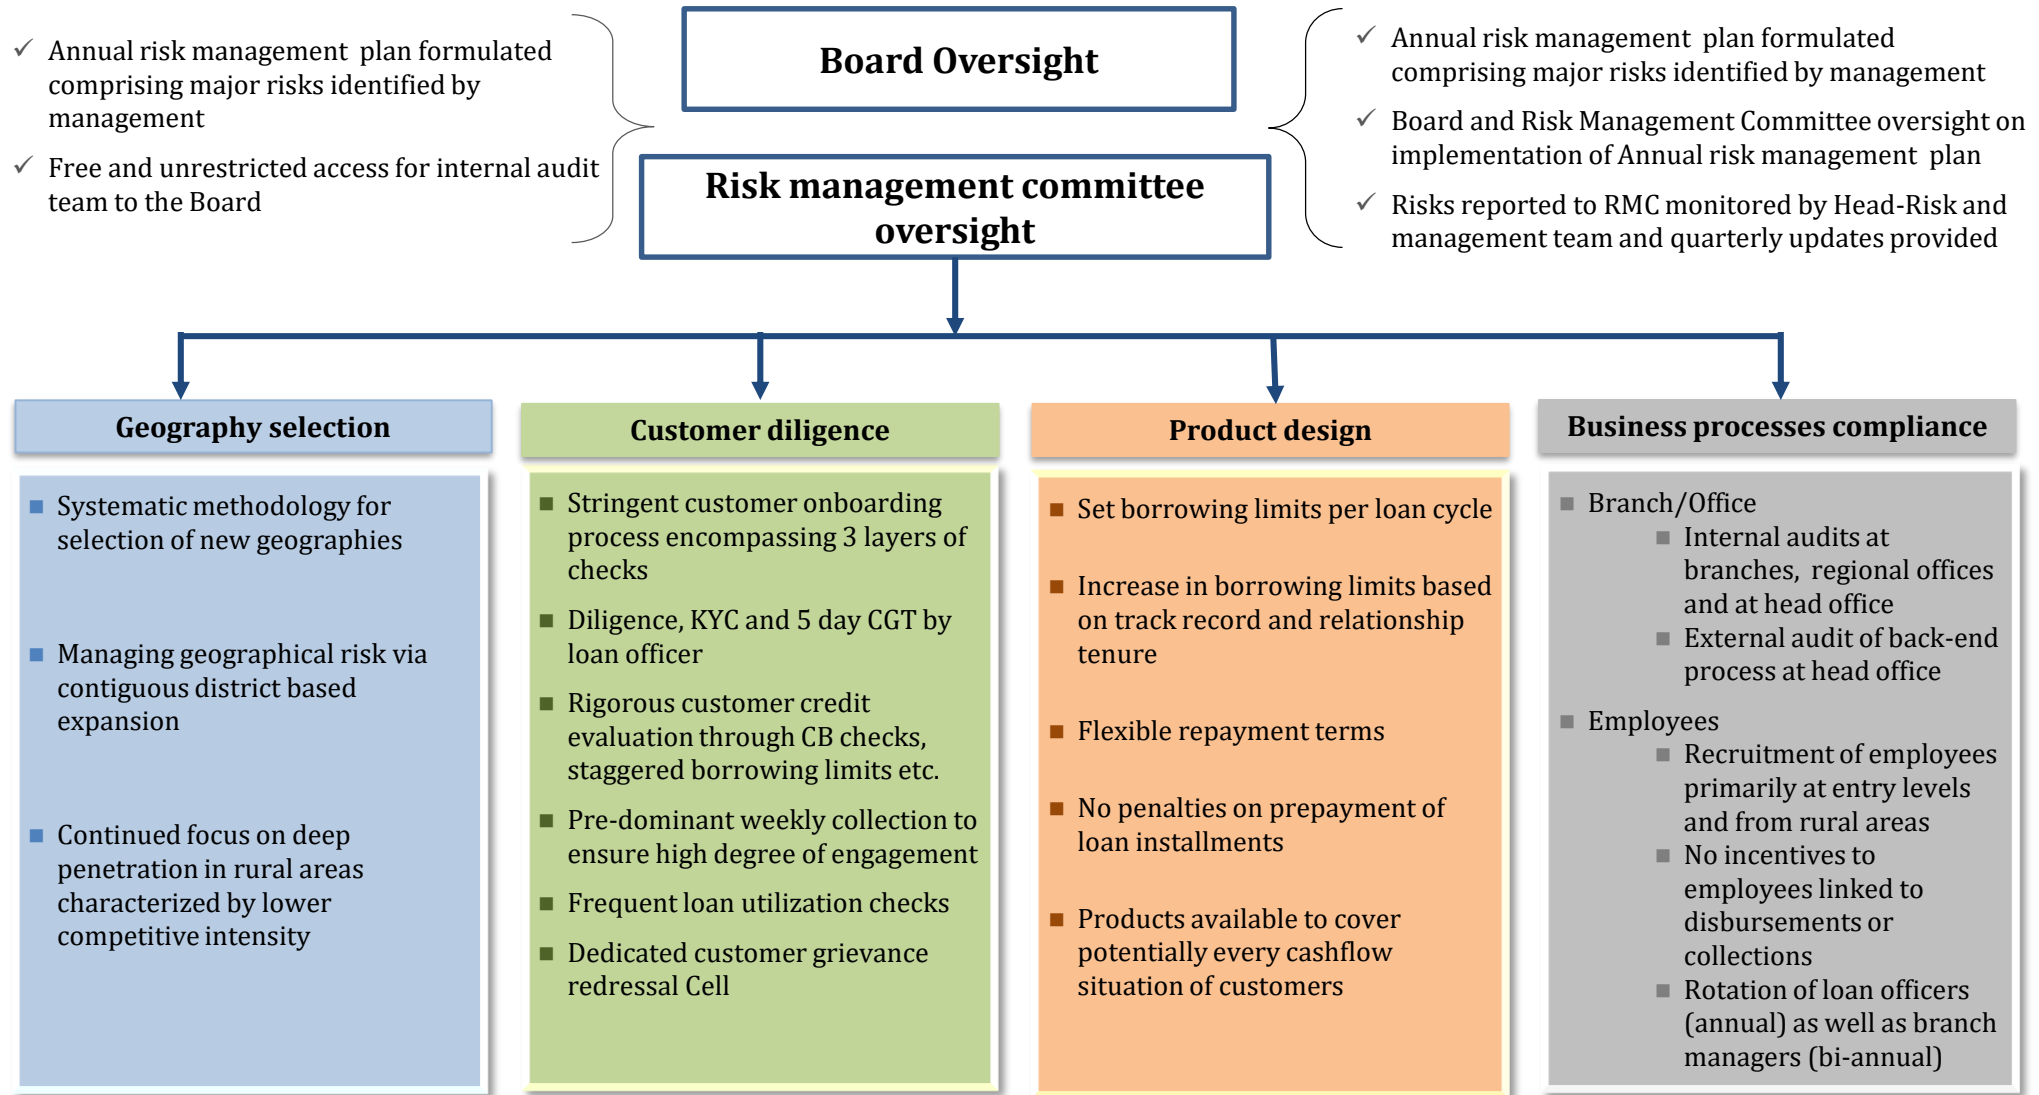 Annual risk management plan formulated
comprising major risks identified by
management
Free and unrestricted access for internal audit
team to the Board
Board Oversight
Risk management committee
oversight
Annual risk management plan formulated
comprising major risks identified by management
Board and Risk Management Committee oversight on
implementation of Annual risk management plan
Risks reported to RMC monitored by Head-Risk and
management team and quarterly updates provided
Geography selection
Systematic methodology for
selection of new geographies
Managing geographical risk via
contiguous district based
expansion
Continued focus on deep
penetration in rural areas
characterized by lower
competitive intensity
Customer diligence
Stringent customer onboarding
process encompassing 3 layers of
checks
Diligence, KYC and 5 day CGT by
loan officer
Rigorous customer credit
evaluation through CB checks,
staggered borrowing limits etc.
Pre-dominant weekly collection to
ensure high degree of engagement
Frequent loan utilization checks
Dedicated customer grievance
redressal Cell
Product design
Set borrowing limits per loan cycle
Increase in borrowing limits based
on track record and relationship
tenure
Flexible repayment terms
No penalties on prepayment of
loan installments
Products available to cover
potentially every cashflow
situation of customers
Business processes compliance
Branch/Office
Internal audits at
branches, regional offices
and at head office
External audit of back-end
process at head office
Employees
Recruitment of employees
primarily at entry levels
and from rural areas
No incentives to
employees linked to
disbursements or
collections
Rotation of loan officers
(annual) as well as branch
managers (bi-annual)